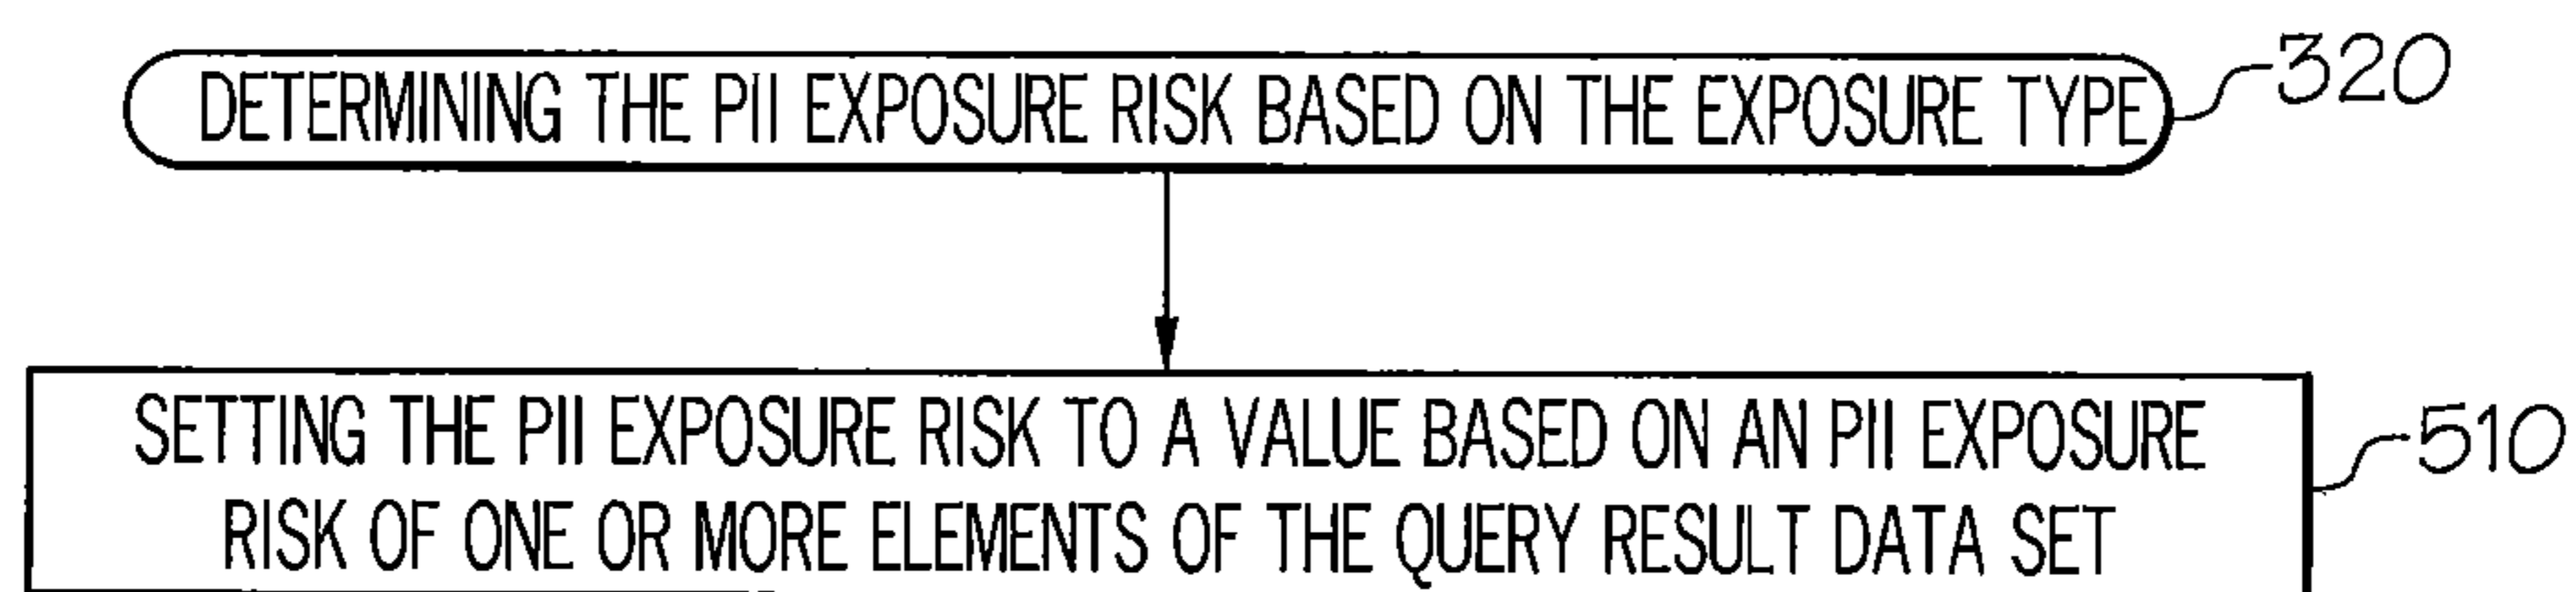 DETERMINING THE PII EXPOSURE RISK BASED ON THE EXPOSURE TYPE
320
SETTING THE PII EXPOSURE RISK TO A VALUE BASED ON AN PII EXPOSURE
RISK OF ONE OR MORE ELEMENTS OF THE QUERY RESULT DATA SET
510